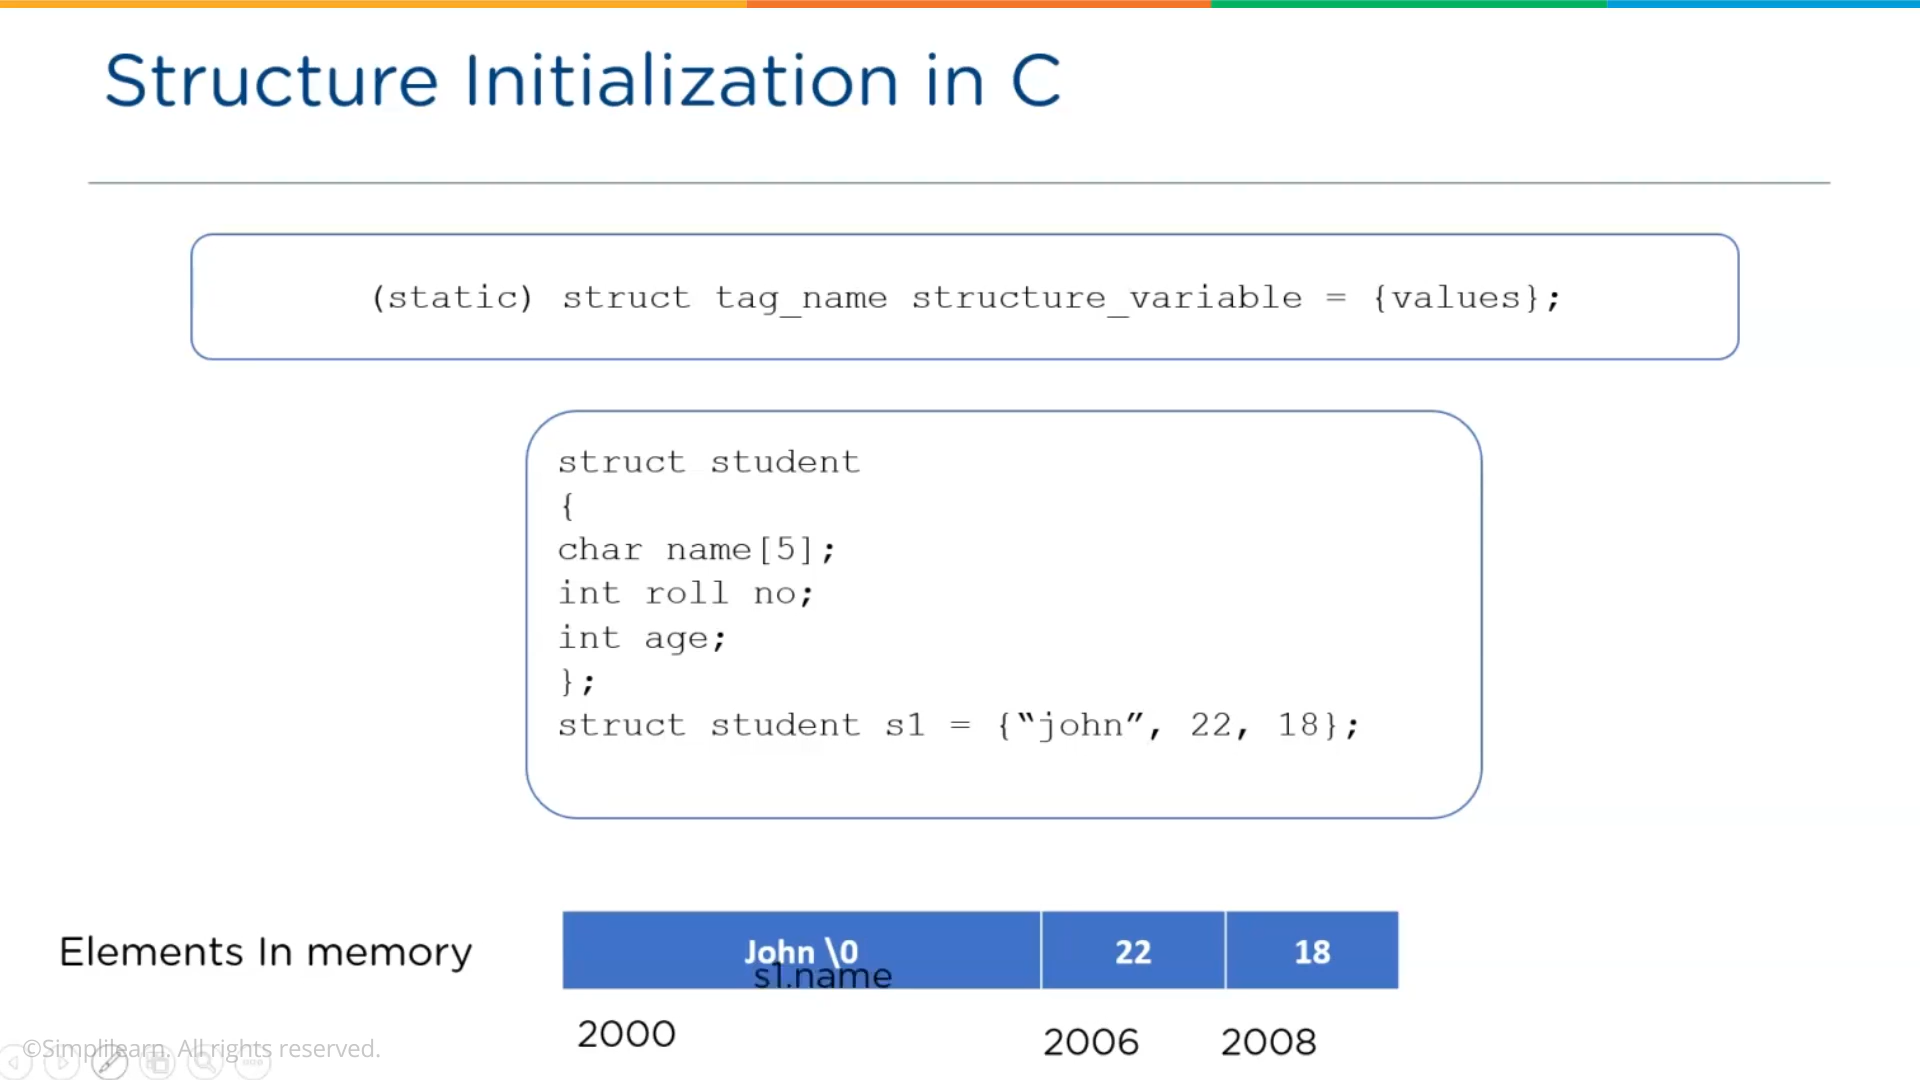 Structure Initialization in C
(static) struct tag_name structure_variable = {values};
struct student
{
char name[5];
int roll no;
int age;
};
struct student s1 = {“john”, 22, 18};
Elements In memory
John \0
22
18
s1.name
2000
2006
2008
©Simplilearn. All rights reserved.